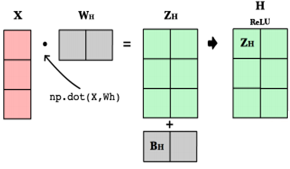 X
WH
ZH
H
ReLU
ZH
•
=
np.dot(X,Wh)
+
BH